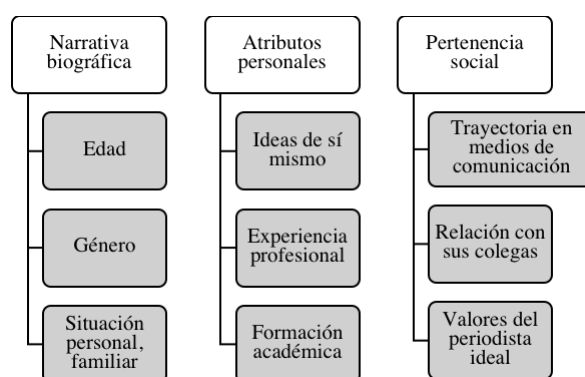 Narrativa
biográfica
Edad
Género
Situación
personal,
familiar
Atributos
personales
Ideas de sí
mismo
Experiencia
profesional
Formación
académica
Pertenencia
social
Trayectoria en
medios de
comunicación
Relación con
sus colegas
Valores del
periodista
ideal